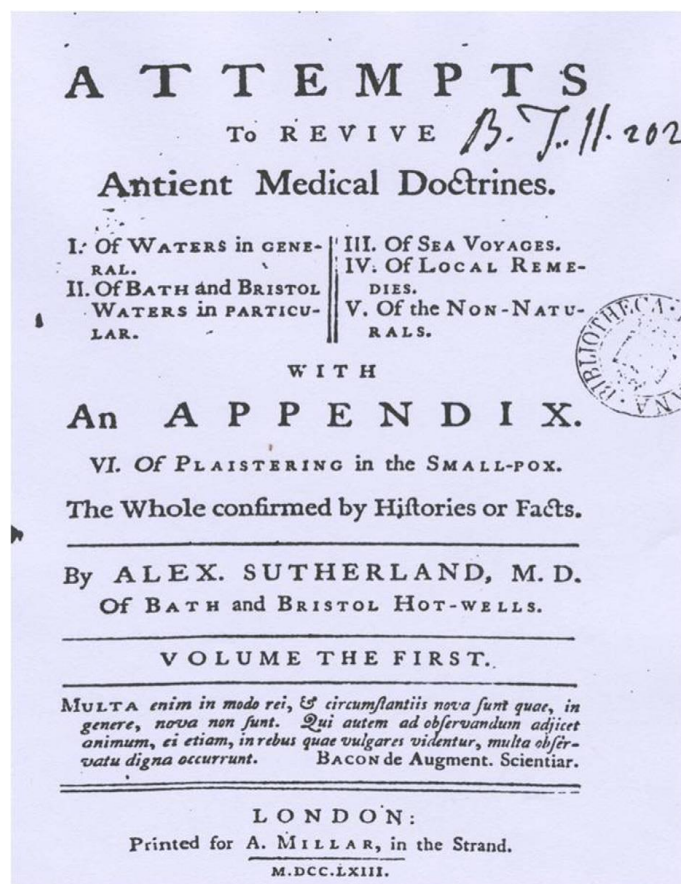 ATTEMPTS
To REVIVE B. J. 11. 202
Antient Medical Doctrines.
I. Of WATERS in GENE-
RAL.
II. Of BATH and BRISTOL
WATERS in PARTICU-
LAR.
III. Of SEA VOYAGES.
IV. Of LOCAL REME-
DIES.
V. Of the NON-NATU-
RALS.
WITH
An APPENDIX.
VI. Of PLAISTERING in the SMALL-POX.
The Whole confirmed by Hiſtories or Facts.
By ALEX. SUTHERLAND, M. D.
Of BATH and BRISTOL HOT-WELLS.
VOLUME THE FIRST.
MULTA enim in modo rei, & circumſtantiis nova ſunt quae, in
genere, nova non ſunt. Qui autem ad obſervandum adjicet
animum, ei etiam, in rebus quae vulgares videntur, multa obſer-
vatu digna occurrunt. BACON de Augment. Scientiar.
LONDON:
Printed for A. MILLAR, in the Strand.
M.DCC.LXIII.
BIBLIOTHECA